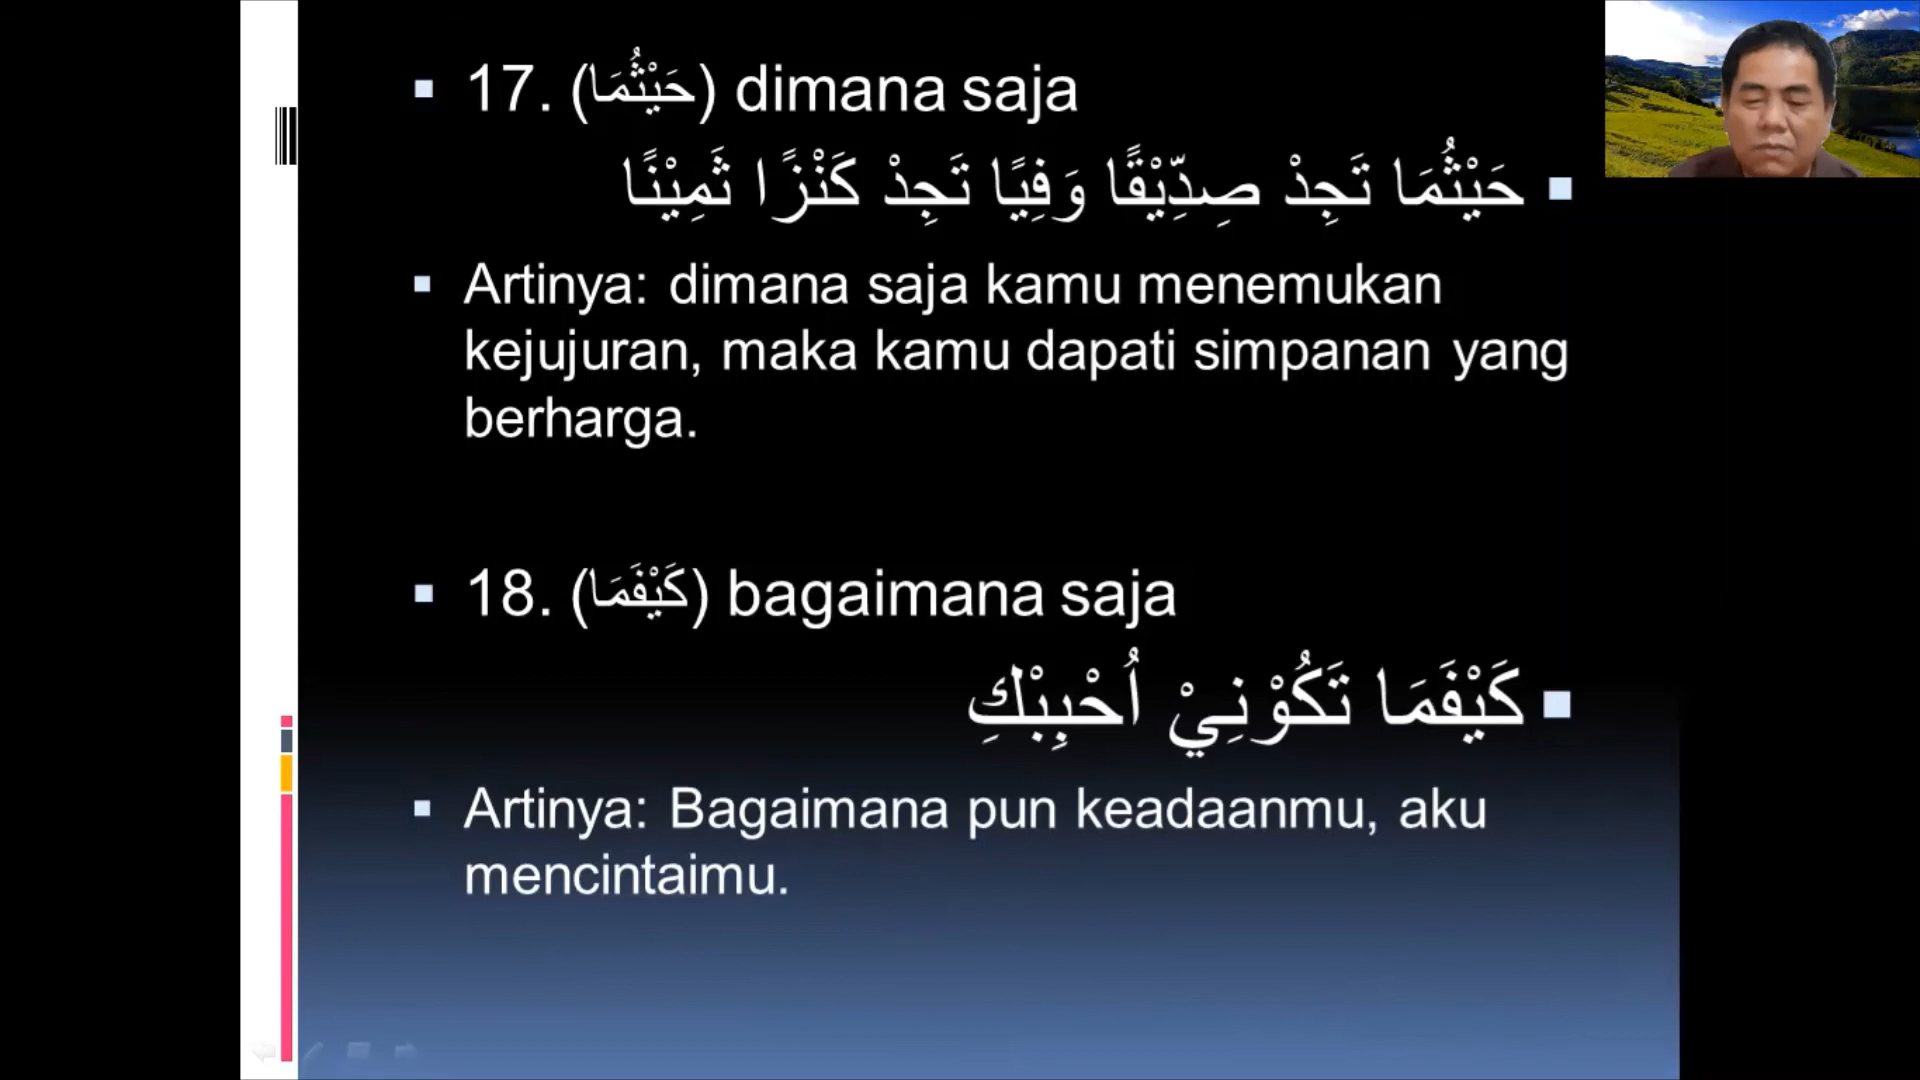 17. (حَيْثُمَا) dimana saja
حَيْثُمَا تَجِدْ صِدِّيْقًا وَفِيًا تَجِدْ كَنْزًا ثَمِيْنًا
Artinya: dimana saja kamu menemukan
kejujuran, maka kamu dapati simpanan yang
berharga.
18. (كَيْفَمَا) bagaimana saja
كَيْفَمَا تَكُوْنِيْ أُحْبِبْكِ
Artinya: Bagaimana pun keadaanmu, aku
mencintaimu.